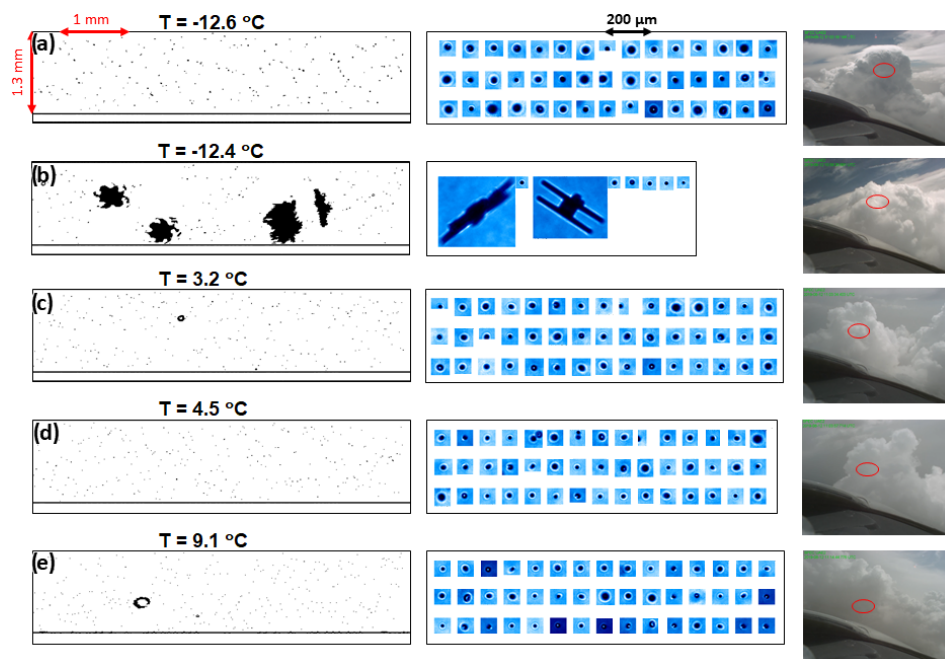 T = -12.6 °C
1 mm
200 µm
(a)
1.3 mm
T = -12.4 °C
(b)
T = 3.2 °C
(c)
T = 4.5 °C
(d)
T = 9.1 °C
(e)